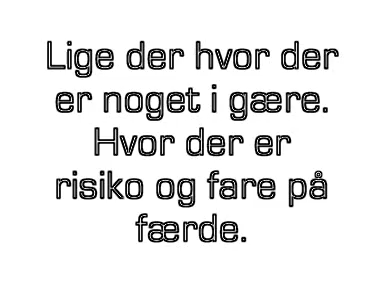 Lige der hvor der
er noget i gære.
Hvor der er
risiko og fare på
færde.